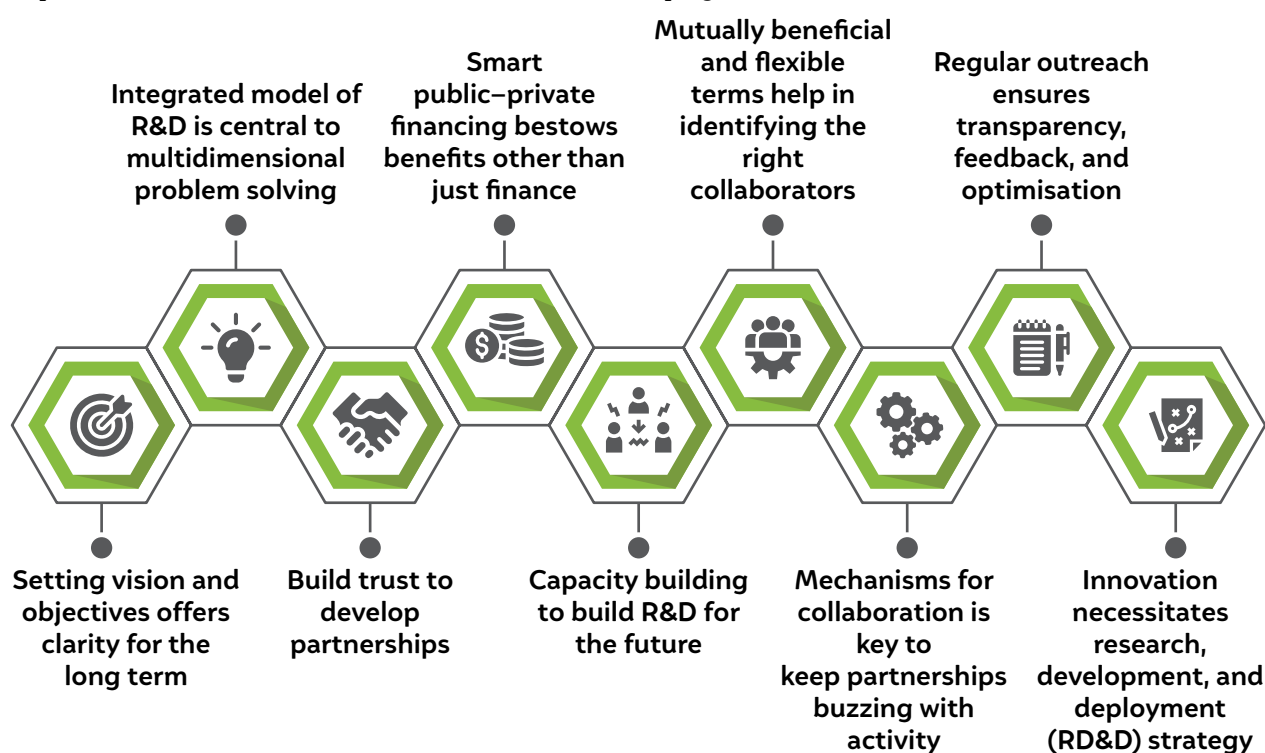 Integrated model of
R&D is central to
multidimensional
problem solving
Smart
public–private
financing bestows
benefits other than
just finance
Mutually beneficial
and flexible
terms help in
identifying the
right
collaborators
Regular outreach
ensures
transparency,
feedback, and
optimisation
$
Setting vision and
objectives offers
clarity for the
long term
Build trust to
develop
partnerships
Capacity building
to build R&D for
the future
Mechanisms for
collaboration is
key to
keep partnerships
buzzing with
activity
Innovation
necessitates
research,
development, and
deployment
(RD&D) strategy